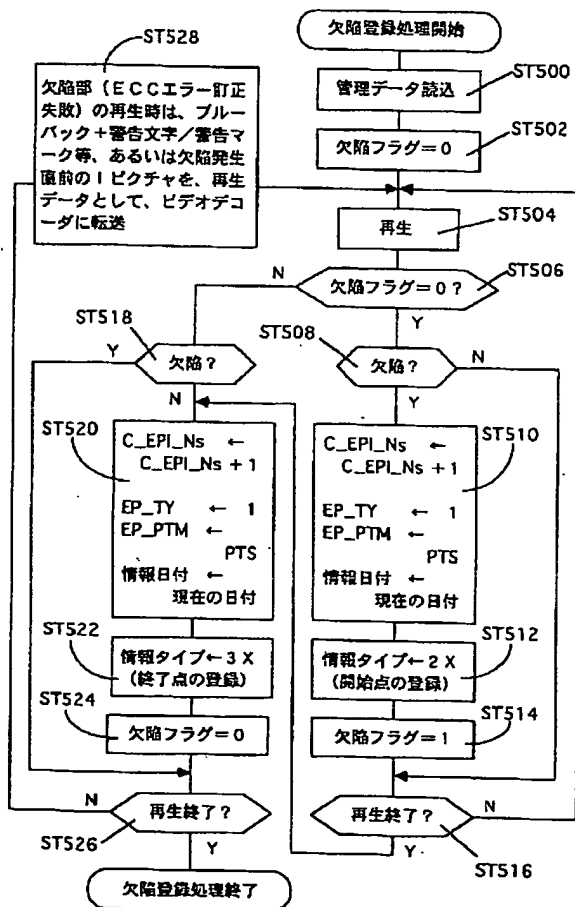 ST528
欠陥部（ECCエラー訂正
失敗）の再生時は、ブルー
バック＋警告文字／警告マ
ーク等、あるいは欠陥発生
直前のIピクチャを、再生
データとして、ビデオデコ
ーダに転送
欠陥登録処理開始
ST500
管理データ読込
ST502
欠陥フラグ＝0
ST504
再生
ST506
欠陥フラグ＝0？
N
Y
ST518
欠陥？
Y
N
ST508
欠陥？
N
Y
ST520
C_EPI_Ns ←
C_EPI_Ns + 1
EP_TY ← 1
EP_PTM ←
PTS
情報日付 ←
現在の日付
ST510
C_EPI_Ns ←
C_EPI_Ns + 1
EP_TY ← 1
EP_PTM ←
PTS
情報日付 ←
現在の日付
ST522
情報タイプ←3X
(終了点の登録)
ST512
情報タイプ←2X
(開始点の登録)
ST524
欠陥フラグ＝0
ST514
欠陥フラグ＝1
N
再生終了？
ST526
Y
再生終了？
N
ST516
Y
欠陥登録処理終了